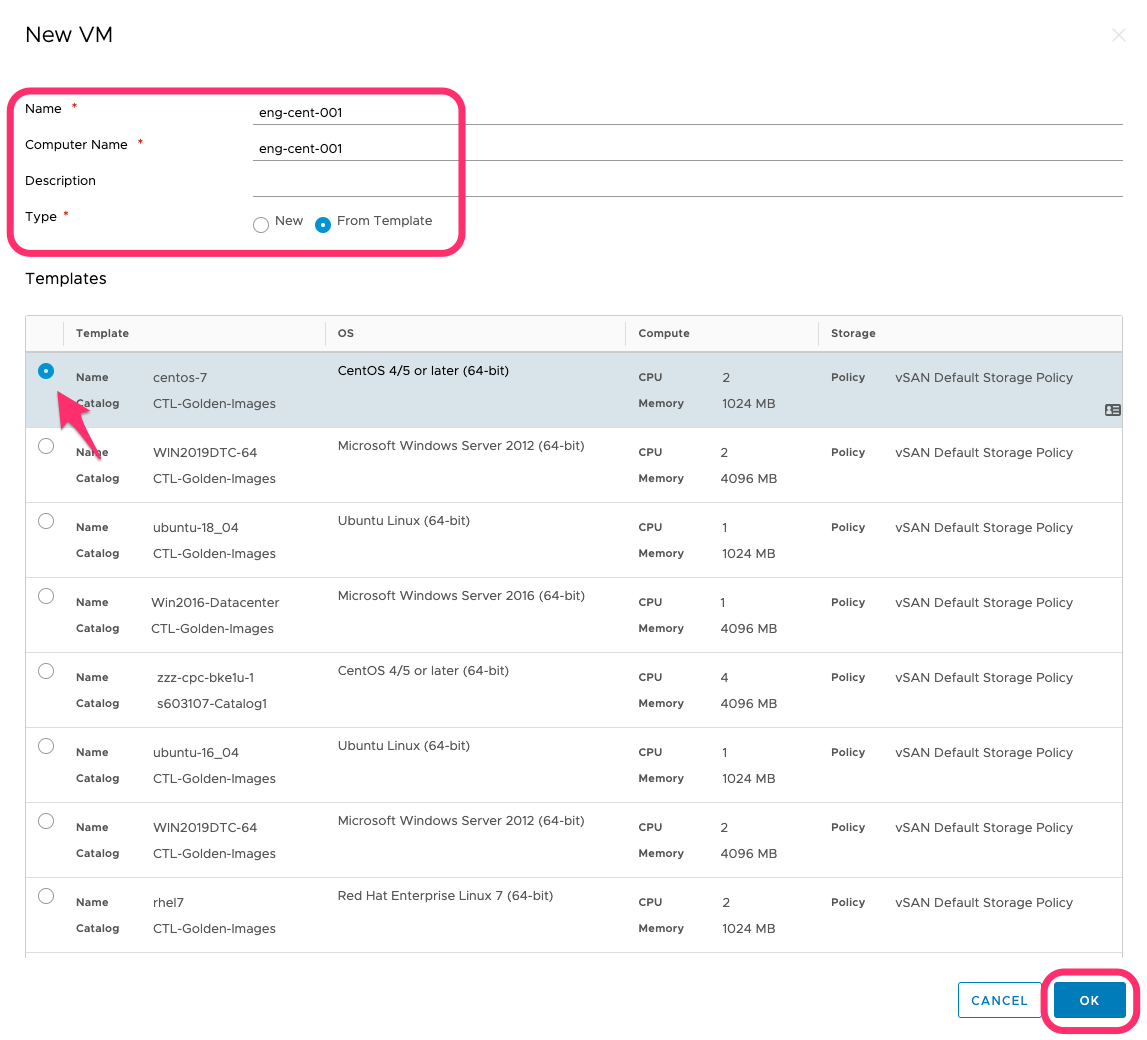 New VM
Name *
eng-cent-001
Computer Name *
eng-cent-001
Description
Type *
New From Template
Templates
Template OS Compute Storage
Name centos-7 CentOS 4/5 or later (64-bit) CPU 2 Policy vSAN Default Storage Policy
Catalog CTL-Golden-Images Memory 1024 MB
Name WIN2019DTC-64 Microsoft Windows Server 2012 (64-bit) CPU 2 Policy vSAN Default Storage Policy
Catalog CTL-Golden-Images Memory 4096 MB
Name ubuntu-18_04 Ubuntu Linux (64-bit) CPU 1 Policy vSAN Default Storage Policy
Catalog CTL-Golden-Images Memory 1024 MB
Name Win2016-Datacenter Microsoft Windows Server 2016 (64-bit) CPU 1 Policy vSAN Default Storage Policy
Catalog CTL-Golden-Images Memory 4096 MB
Name zzz-cpc-bke1u-1 CentOS 4/5 or later (64-bit) CPU 4 Policy vSAN Default Storage Policy
Catalog s603107-Catalog1 Memory 4096 MB
Name ubuntu-16_04 Ubuntu Linux (64-bit) CPU 1 Policy vSAN Default Storage Policy
Catalog CTL-Golden-Images Memory 1024 MB
Name WIN2019DTC-64 Microsoft Windows Server 2012 (64-bit) CPU 2 Policy vSAN Default Storage Policy
Catalog CTL-Golden-Images Memory 4096 MB
Name rhel7 Red Hat Enterprise Linux 7 (64-bit) CPU 2 Policy vSAN Default Storage Policy
Catalog CTL-Golden-Images Memory 1024 MB
CANCEL OK